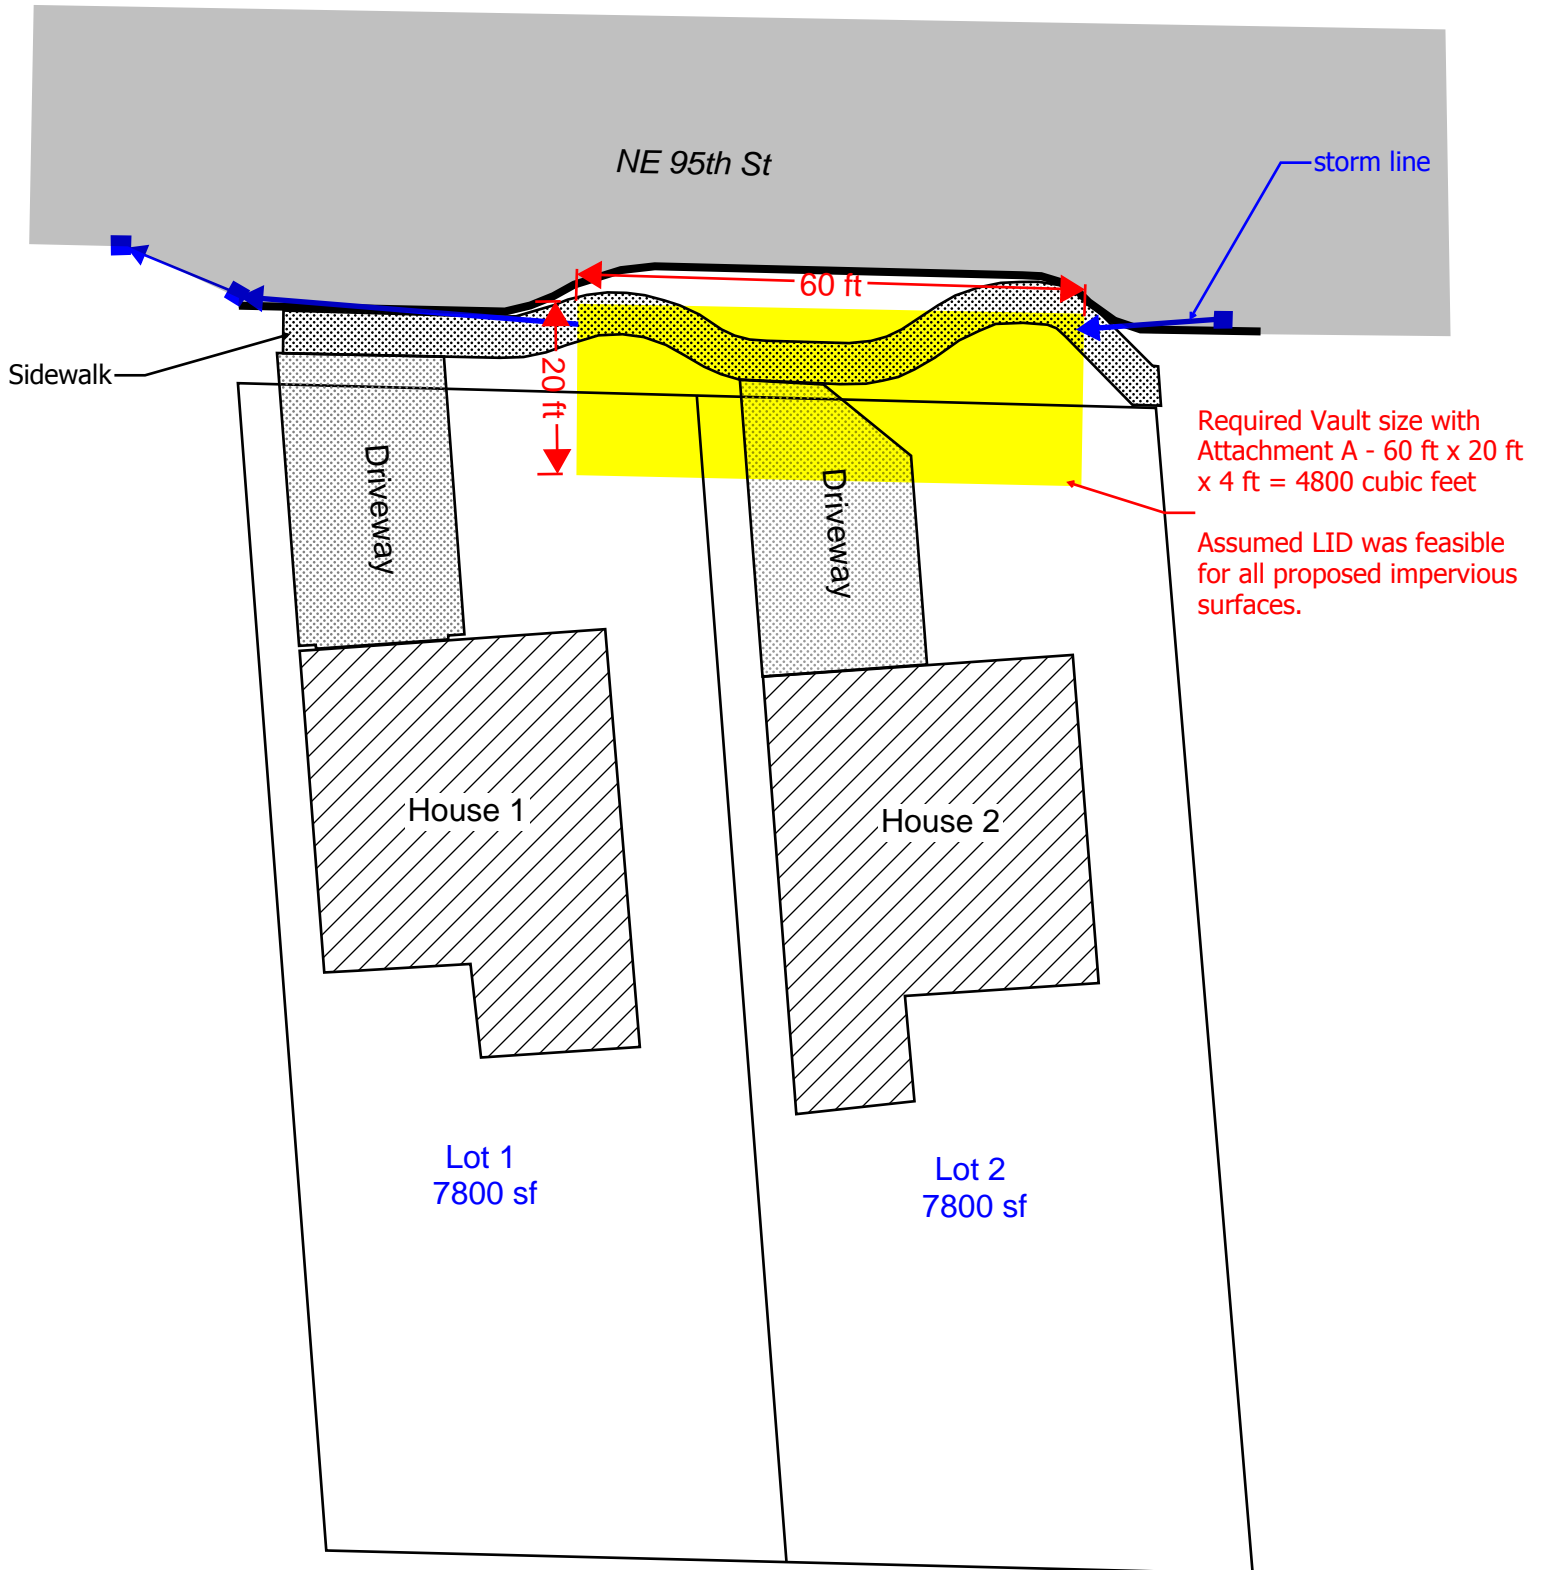 NE 95th St
storm line
60 ft
20 ft
Sidewalk
Driveway
Driveway
Required Vault size with
Attachment A - 60 ft x 20 ft
x 4 ft = 4800 cubic feet
Assumed LID was feasible
for all proposed impervious
surfaces.
House 1
House 2
Lot 1
7800 sf
Lot 2
7800 sf